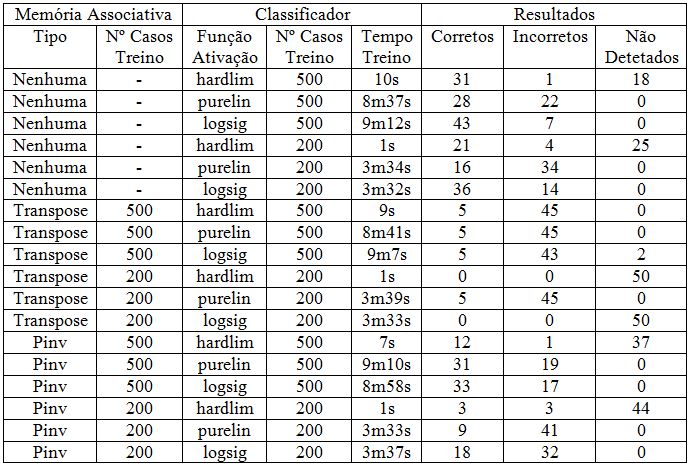 Memória Associativa Classificador Resultados
Tipo Nº Casos Treino Função Ativação Nº Casos Treino Tempo Treino Corretos Incorretos Não Detetados
Nenhuma - hardlim 500 10s 31 1 18
Nenhuma - purelin 500 8m37s 28 22 0
Nenhuma - logsig 500 9m12s 43 7 0
Nenhuma - hardlim 200 1s 21 4 25
Nenhuma - purelin 200 3m34s 16 34 0
Nenhuma - logsig 200 3m32s 36 14 0
Transpose 500 hardlim 500 9s 5 45 0
Transpose 500 purelin 500 8m41s 5 45 0
Transpose 500 logsig 500 9m7s 5 43 2
Transpose 200 hardlim 200 1s 0 0 50
Transpose 200 purelin 200 3m39s 5 45 0
Transpose 200 logsig 200 3m33s 0 0 50
Pinv 500 hardlim 500 7s 12 1 37
Pinv 500 purelin 500 9m10s 31 19 0
Pinv 500 logsig 500 8m58s 33 17 0
Pinv 200 hardlim 200 1s 3 3 44
Pinv 200 purelin 200 3m33s 9 41 0
Pinv 200 logsig 200 3m37s 18 32 0